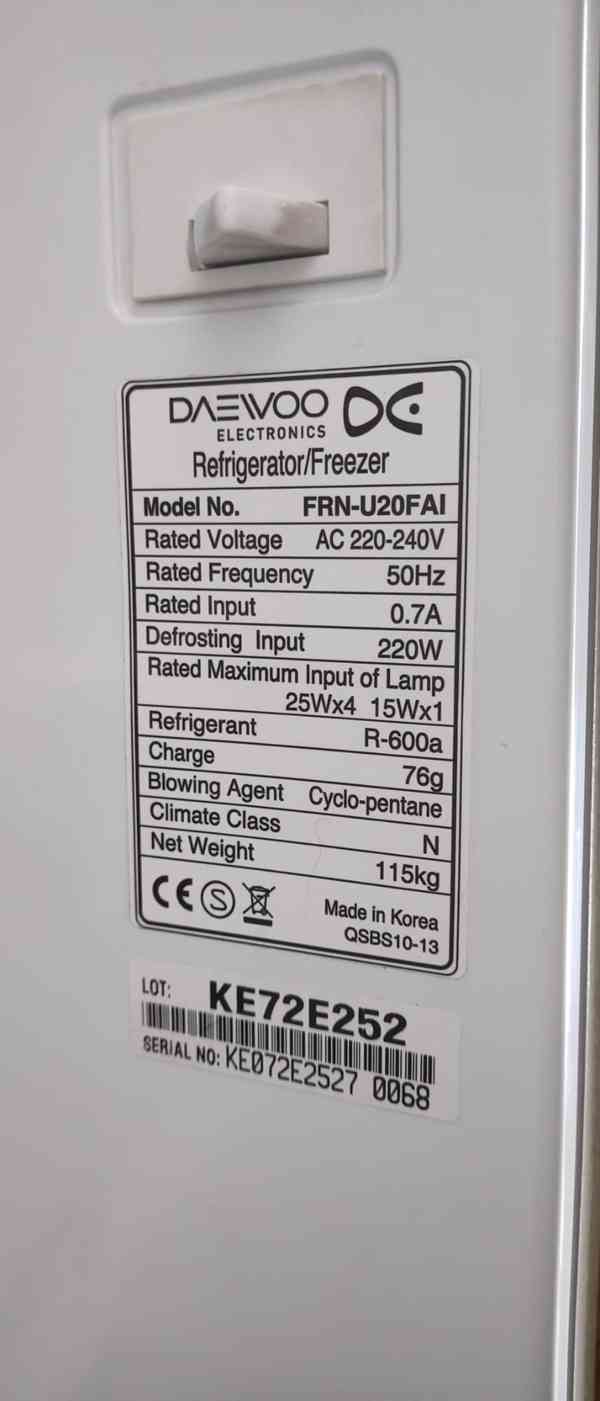 DAEWOO
ELECTRONICS
Refrigerator/Freezer
Model No. FRN-U20FAI
Rated Voltage AC 220-240V
Rated Frequency 50Hz
Rated Input 0.7A
Defrosting Input 220W
Rated Maximum Input of Lamp
25Wx4 15Wx1
Refrigerant R-600a
Charge 76g
Blowing Agent Cyclo-pentane
Climate Class N
Net Weight 115kg
CE S
Made in Korea
QSBS10-13
LOT: KE72E252
SERIAL NO: KE072E2527 0068